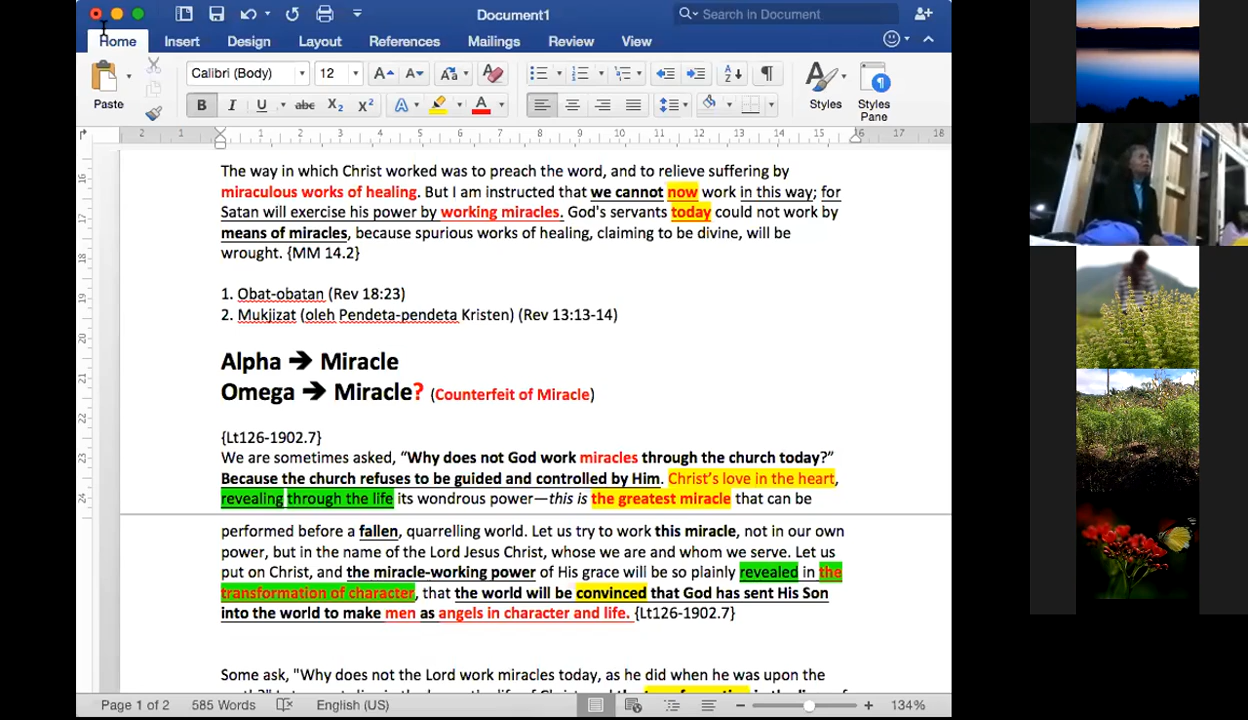 Document1
Search in Document
Home Insert Design Layout References Mailings Review View
Paste
Calibri (Body) 12
Styles
Styles Pane
The way in which Christ worked was to preach the word, and to relieve suffering by
miraculous works of healing. But I am instructed that we cannot now work in this way; for
Satan will exercise his power by working miracles. God's servants today could not work by
means of miracles, because spurious works of healing, claiming to be divine, will be
wrought. {MM 14.2}
1. Obat-obatan (Rev 18:23)
2. Mukjizat (oleh Pendeta-pendeta Kristen) (Rev 13:13-14)
Alpha ➔ Miracle
Omega ➔ Miracle? (Counterfeit of Miracle)
{Lt126-1902.7}
We are sometimes asked, “Why does not God work miracles through the church today?”
Because the church refuses to be guided and controlled by Him. Christ’s love in the heart,
revealing through the life its wondrous power—this is the greatest miracle that can be
performed before a fallen, quarrelling world. Let us try to work this miracle, not in our own
power, but in the name of the Lord Jesus Christ, whose we are and whom we serve. Let us
put on Christ, and the miracle-working power of His grace will be so plainly revealed in the
transformation of character, that the world will be convinced that God has sent His Son
into the world to make men as angels in character and life. {Lt126-1902.7}
Some ask, "Why does not the Lord work miracles today, as he did when he was upon the
Page 1 of 2 585 Words English (US) 134%